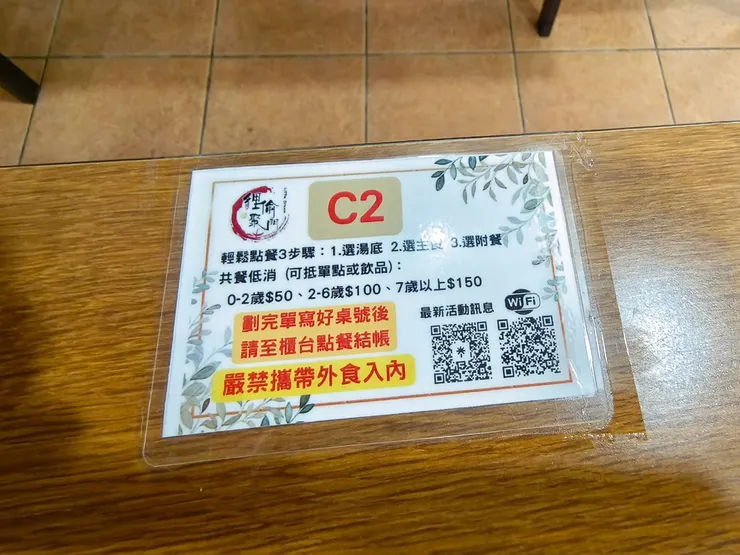 C2
輕鬆點餐3步驟：1.選湯底 2.選主食 3.選附餐
共餐低消 (可抵單點或飲品)：
0-2歲$50、2-6歲$100、7歲以上$150
劃完單寫好桌號後
請至櫃台點餐結帳
嚴禁攜帶外食入內
最新活動訊息
WiFi